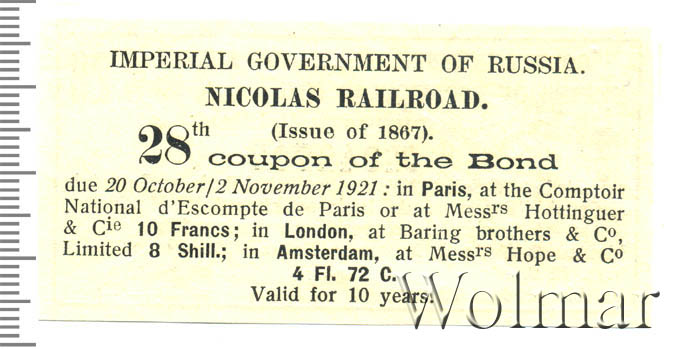 IMPERIAL GOVERNMENT OF RUSSIA.
NICOLAS RAILROAD.
28th (Issue of 1867).
coupon of the Bond
due 20 October/2 November 1921: in Paris, at the Comptoir
National d'Escompte de Paris or at Messrs Hottinguer
& Cie 10 Francs; in London, at Baring brothers & Co,
Limited 8 Shill.; in Amsterdam, at Messrs Hope & Co
4 Fl. 72 C.
Valid for 10 years.
Wolmar